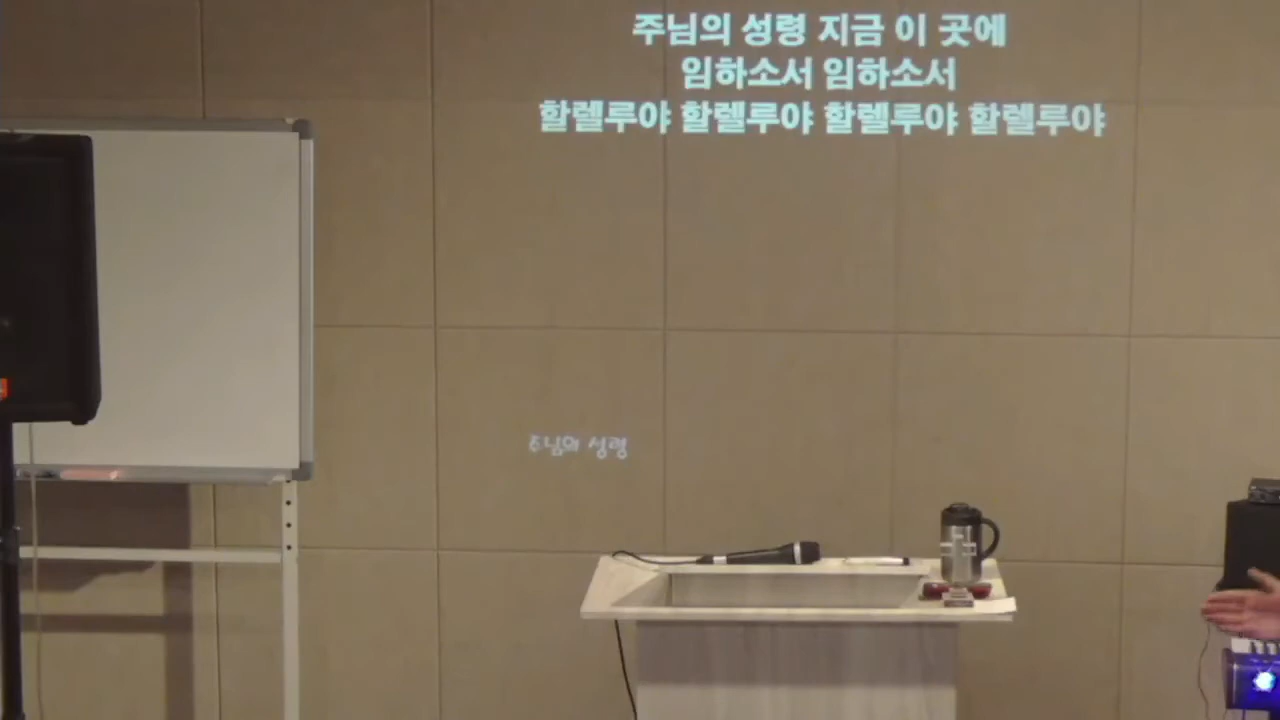 주님의 성령 지금 이 곳에
임하소서 임하소서
할렐루야 할렐루야 할렐루야 할렐루야
주님의 성령